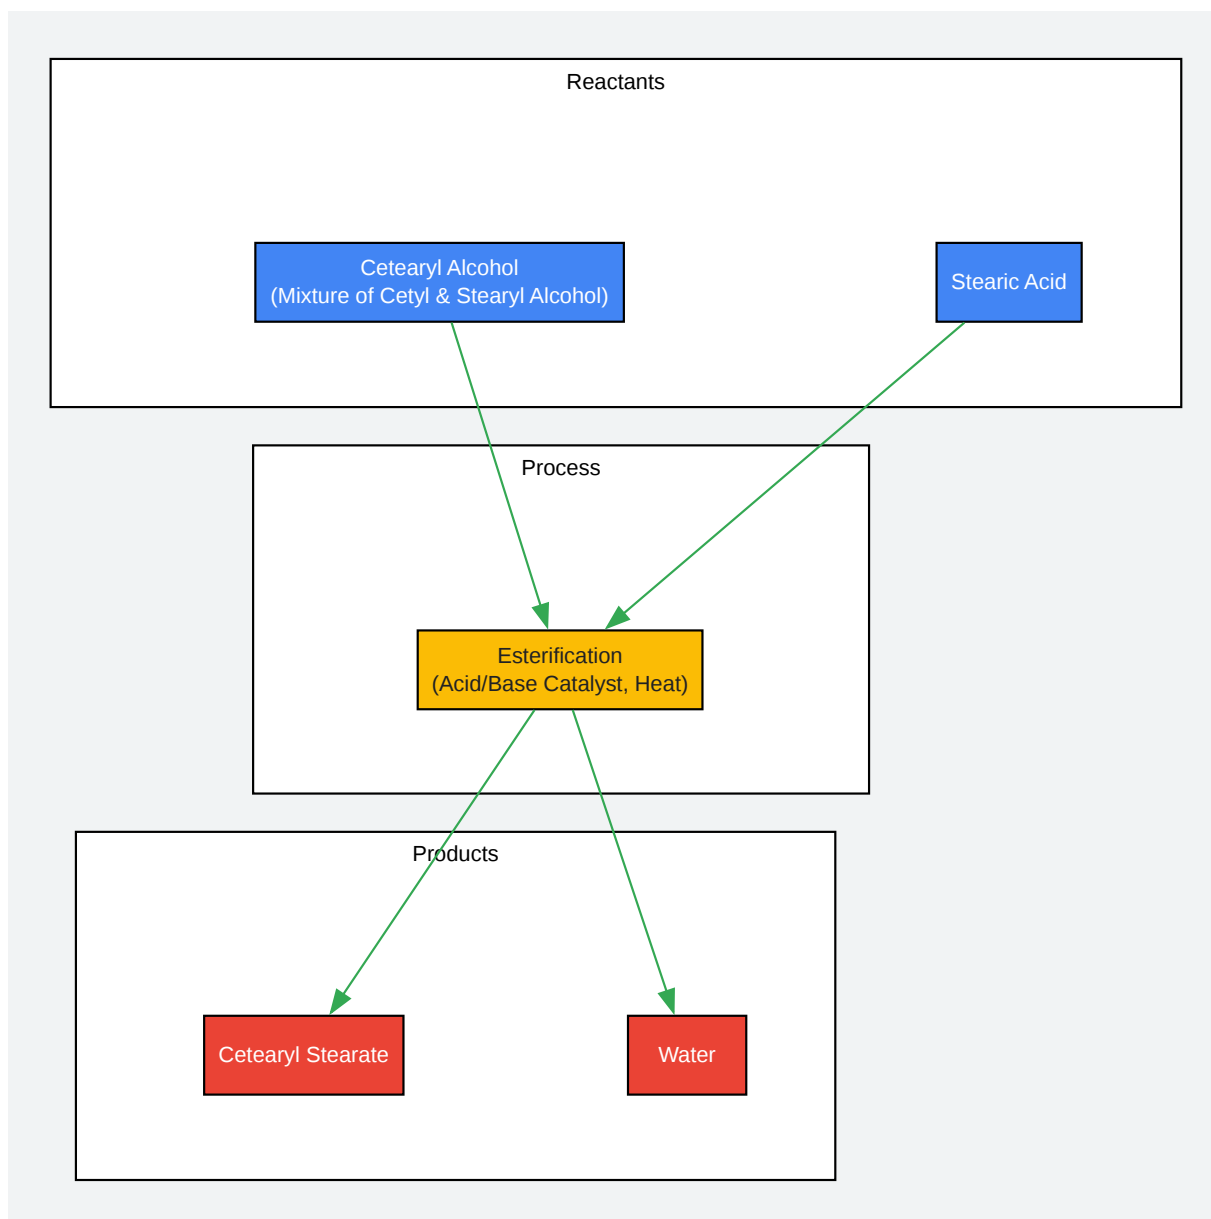 Reactants
Cetearyl Alcohol
(Mixture of Cetyl & Stearyl Alcohol)
Stearic Acid
Process
Esterification
(Acid/Base Catalyst, Heat)
Products
Cetearyl Stearate
Water